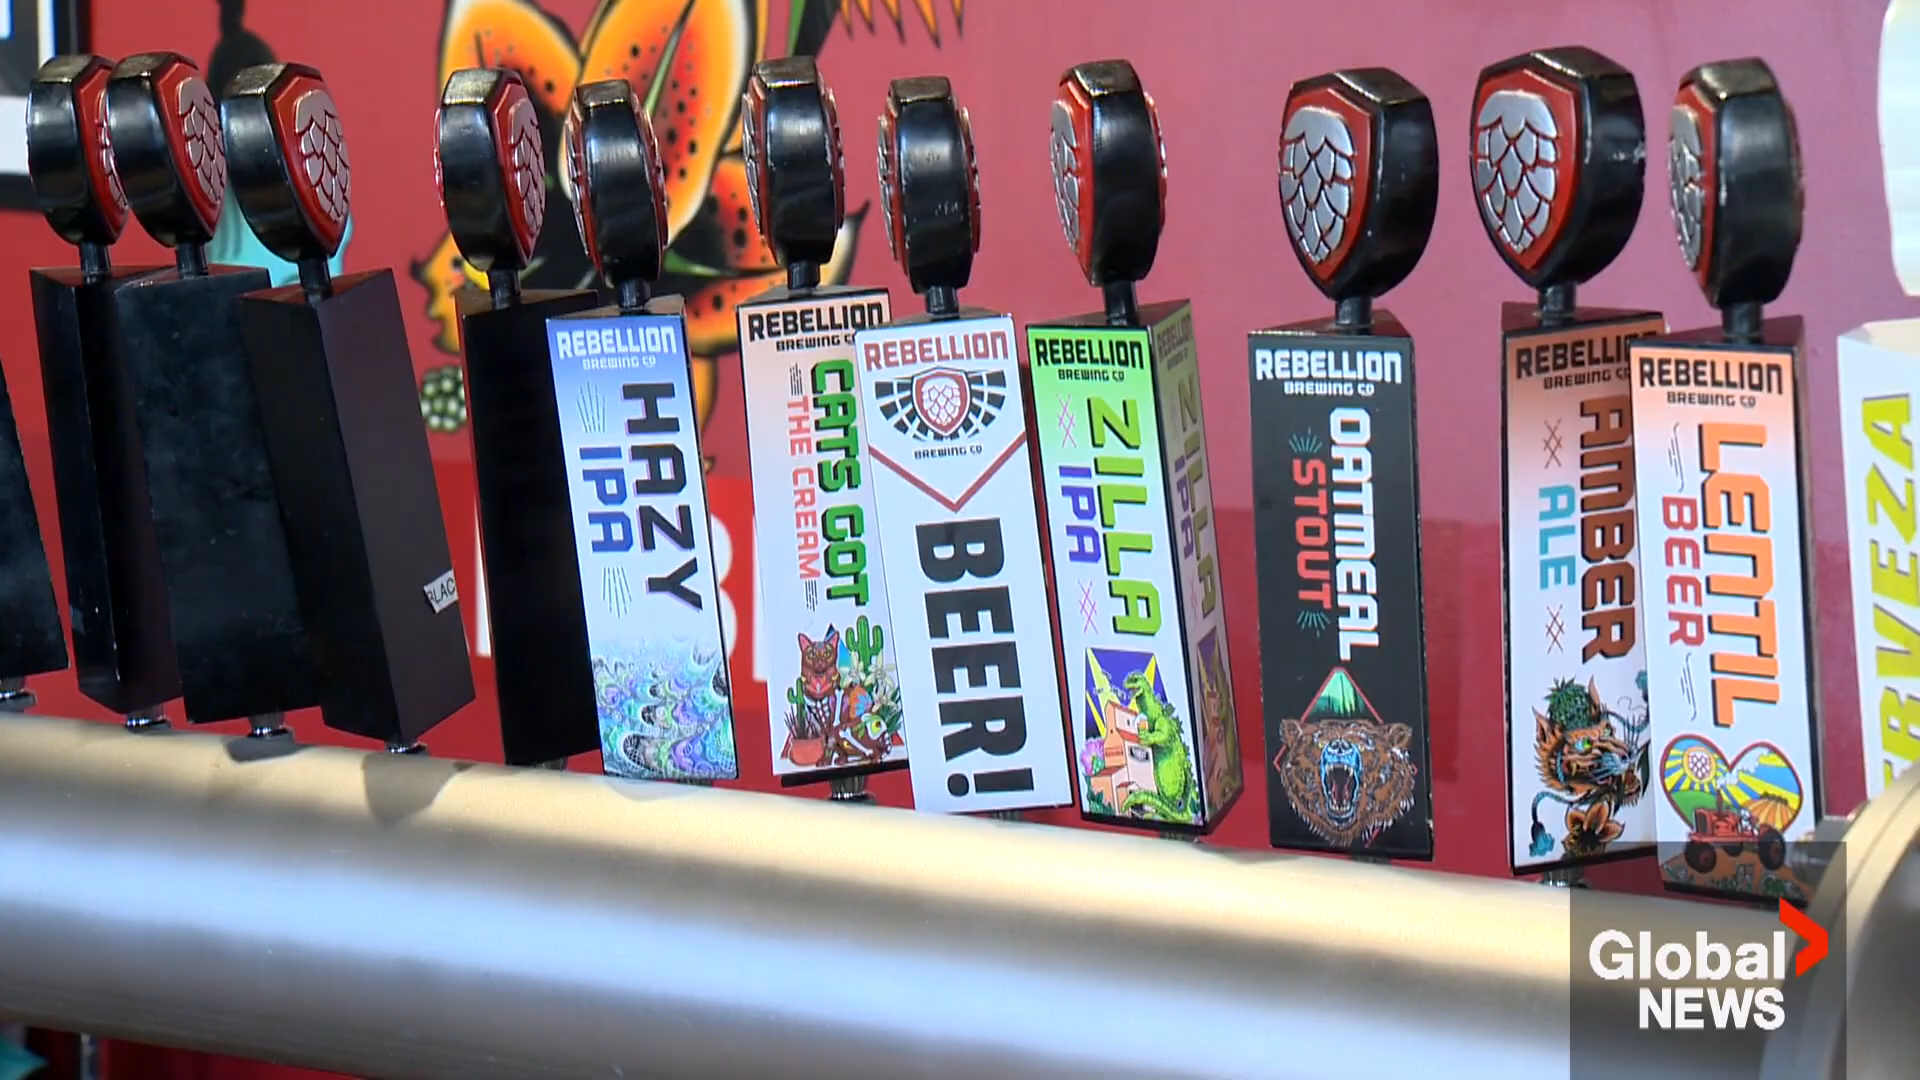 BLAC
REBELLION
BREWING CO
HAZY
IPA
REBELLION
BREWING CO
CATS GOT
THE CREAM
REBELLION
BREWING CO
BEER!
REBELLION
BREWING CO
ZILLA
IPA
ZILLA
IPA
REBELLION
BREWING CO
OATMEAL
STOUT
REBELLIO
BREWING CO
AMBER
ALE
REBELLION
BREWING CO
LENTIL
BEER
ERVEZA
Global
NEWS